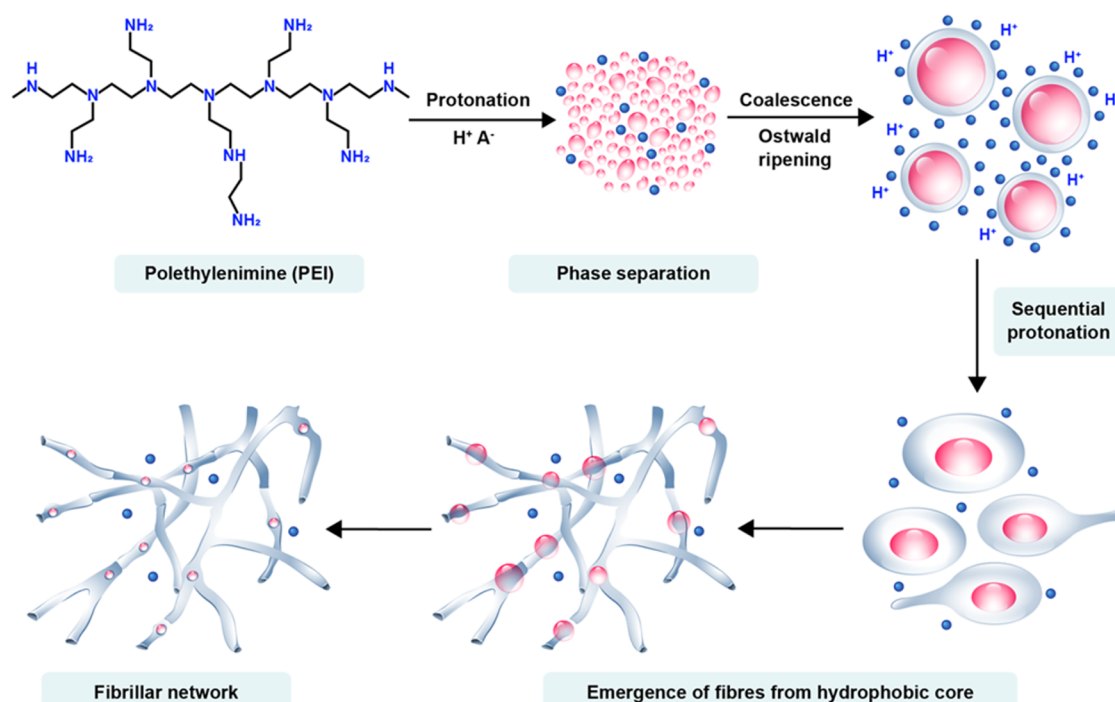 NH₂
NH₂
H
N
N
N
N
N
N
N
H⁺
H⁺
Protonation
H⁺ A⁻
Coalescence
Ostwald
ripening
H⁺
H
H⁺
H⁺
NH₂
NH
NH₂
H⁺
H⁺
NH₂
H⁺
Polethylenimine (PEI)
Phase separation
Sequential
protonation
Fibrillar network
Emergence of fibres from hydrophobic core